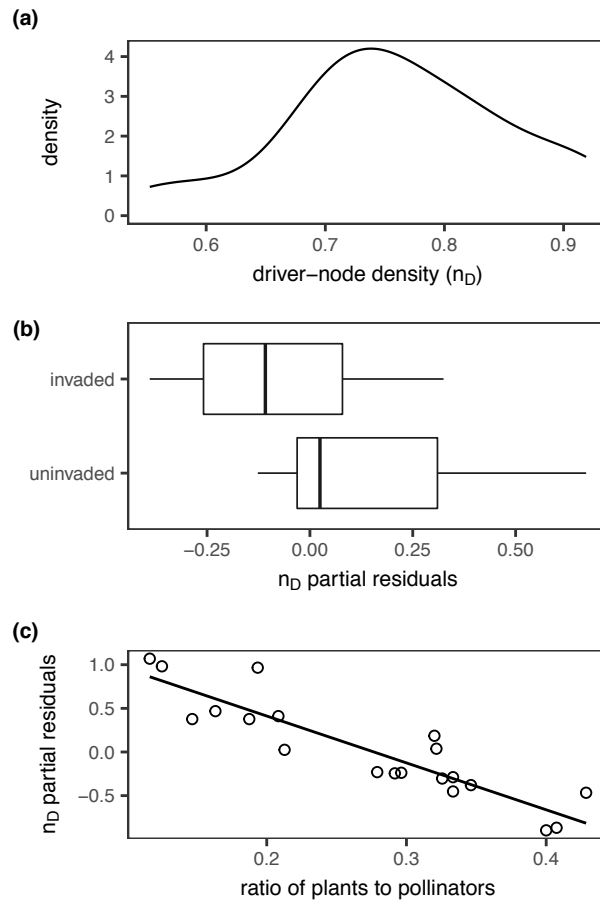 (a)
4
3
2
1
0
density
0.6 0.7 0.8 0.9
driver−node density (nD)
(b)
invaded
uninvaded
−0.25 0.00 0.25 0.50
nD partial residuals
(c)
1.0
0.5
0.0
−0.5
nD partial residuals
0.2 0.3 0.4
ratio of plants to pollinators